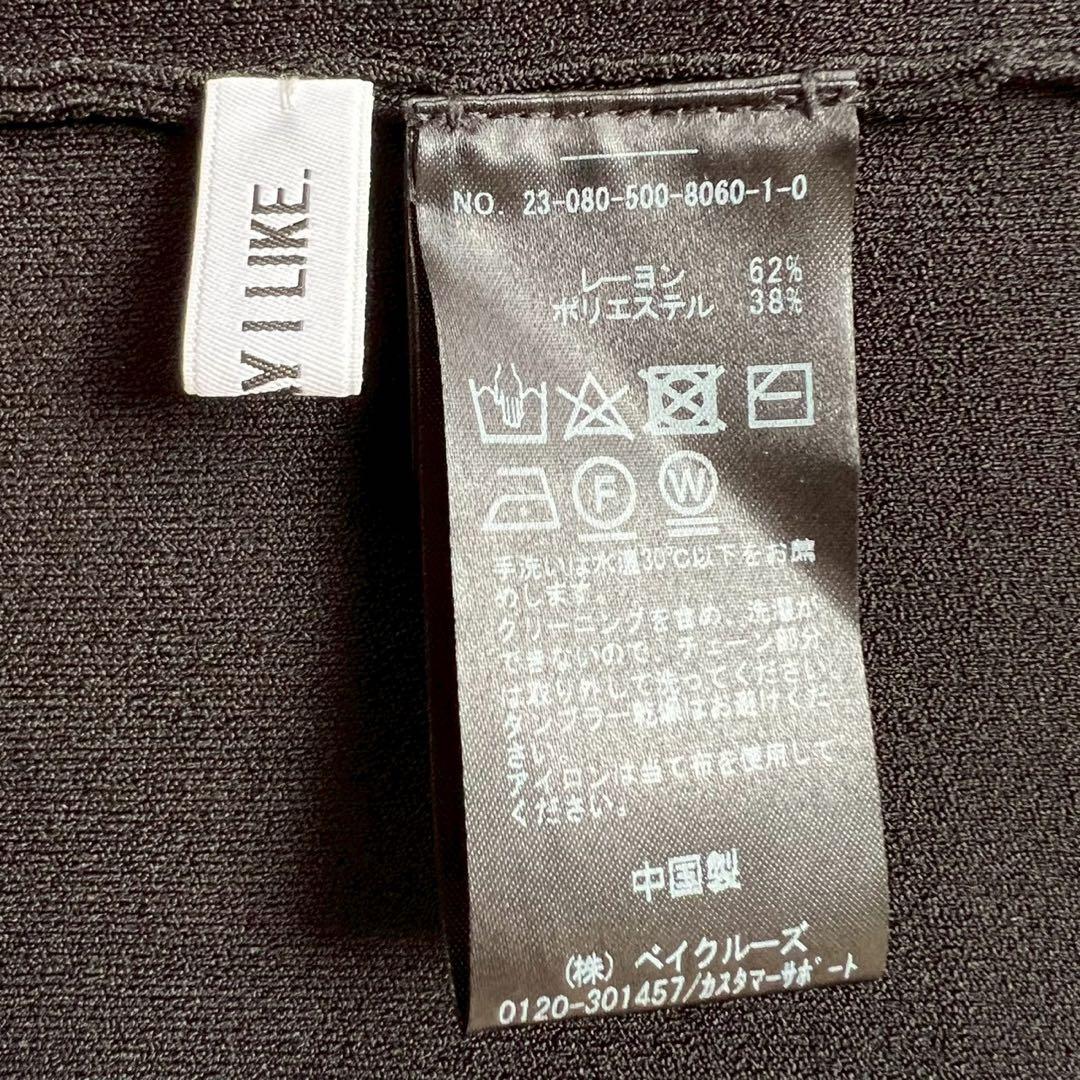 Y I LIKE.
NO. 23-080-500-8060-1-0
レーヨン 62%
ポリエステル 38%
F W
手洗いは水温30℃以下をお薦
めします。
クリーニングを含め、洗濯が
できないので、チェーン部分
は取り外して洗ってください。
タンブラー乾燥はお避けくだ
さい。
アイロンは当て布を使用して
ください。
中国製
(株) ベイクルーズ
0120-301457/カスタマーサポート